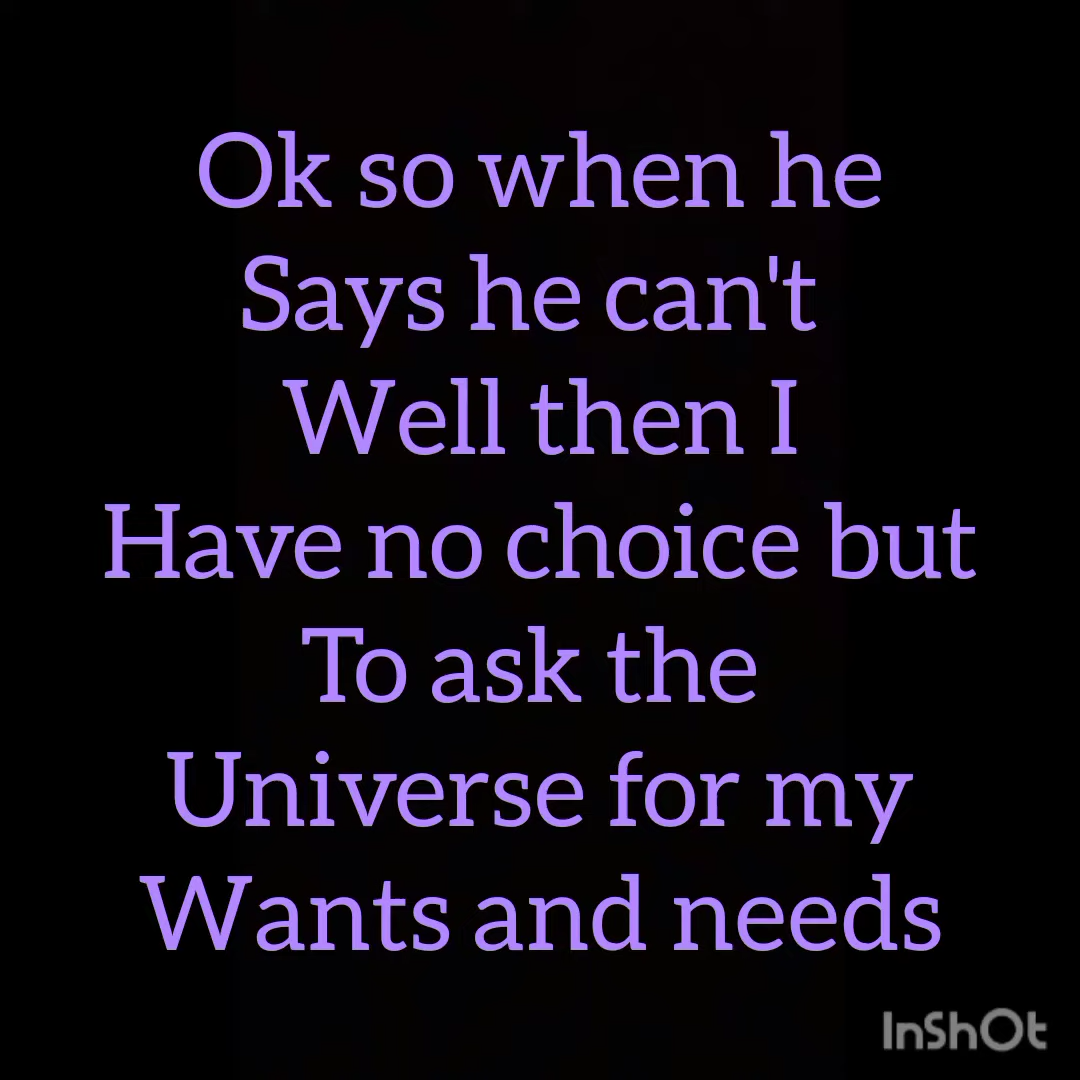 Ok so when he
Says he can't
Well then I
Have no choice but
To ask the
Universe for my
Wants and needs
InShOt